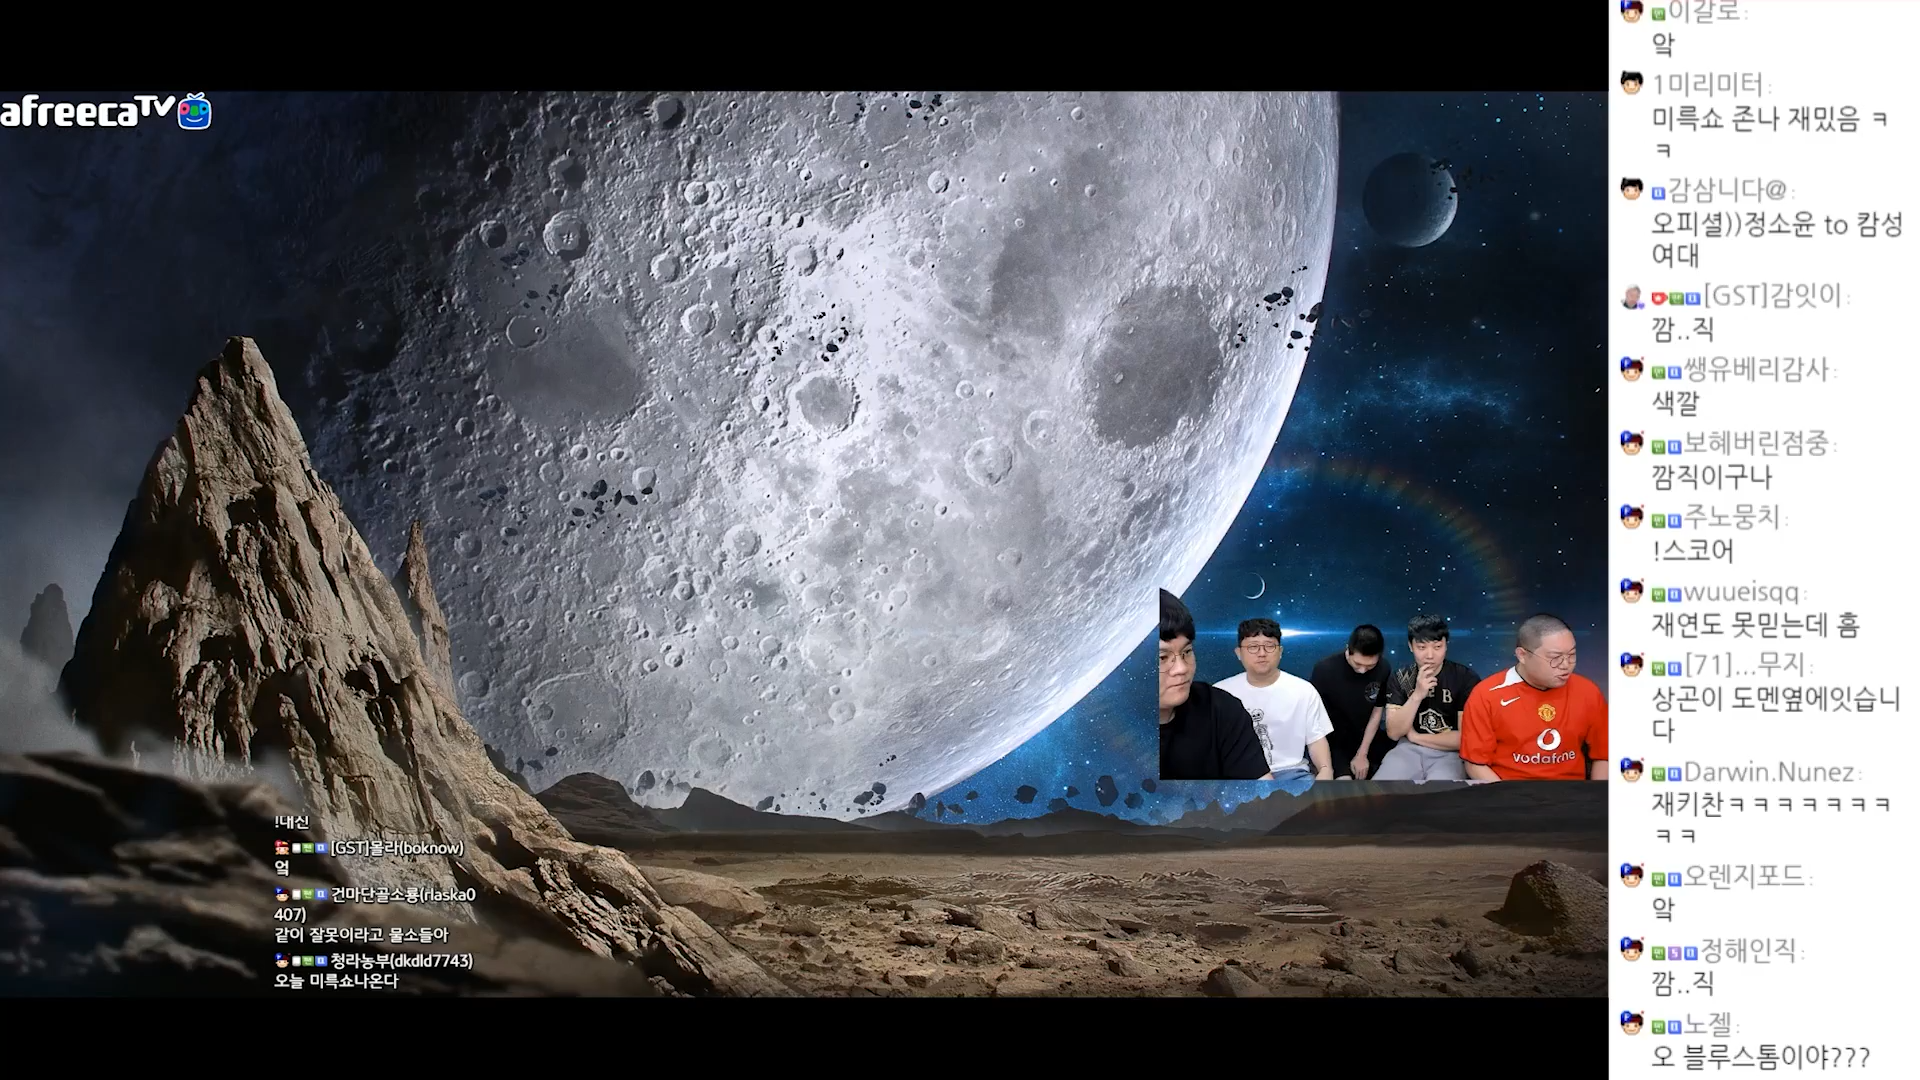 afreecaTV
!대신
[GST]몰라(boknow)
엌
건마단골소룡(rlaska0
407)
같이 잘못이라고 물소들아
청라농부(dkdld7743)
오늘 미륵쇼나온다
vodafone
이갈로:
악
1미리미터:
미륵쇼 존나 재밌음 ㅋ
ㅋ
감삼니다@:
오피셜))정소윤 to 캄성
여대
[GST]감잇이:
깜..직
쌩유베리감사:
색깔
보혜버린점중:
깜직이구나
주노뭉치:
!스코어
wuueisqq:
재연도 못믿는데 흠
[71]...무지:
상곤이 도멘옆에잇습니
다
Darwin.Nunez:
재키찬ㅋㅋㅋㅋㅋㅋㅋ
ㅋㅋ
오렌지포드:
악
정해인직:
깜..직
노젤:
오 블루스톰이야???